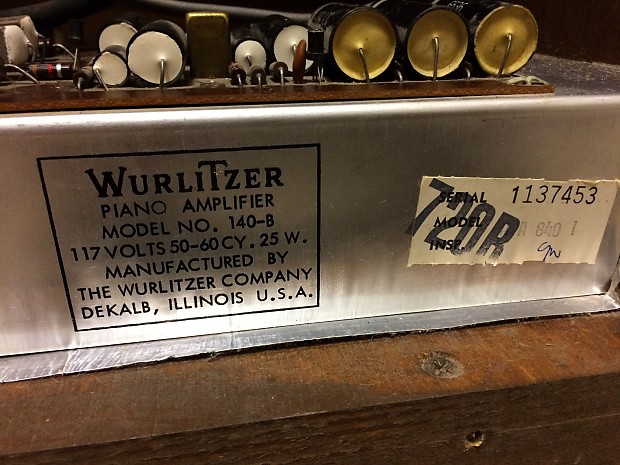 WURLITZER
PIANO AMPLIFIER
MODEL NO. 140-B
117 VOLTS 50-60 CY. 25 W.
MANUFACTURED BY
THE WURLITZER COMPANY
DEKALB, ILLINOIS U.S.A.
SERIAL 1137453
MODEL
INSP.
720R